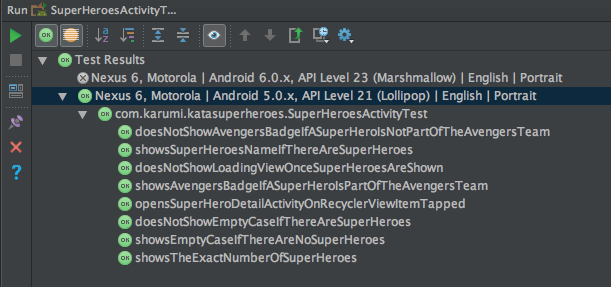 Run SuperHeroesActivityT...
Test Results
Nexus 6, Motorola | Android 6.0.x, API Level 23 (Marshmallow) | English | Portrait
OK Nexus 6, Motorola | Android 5.0.x, API Level 21 (Lollipop) | English | Portrait
OK com.karumi.katasuperheroes.SuperHeroesActivityTest
OK doesNotShowAvengersBadgeIfASuperHeroIsNotPartOfTheAvengersTeam
OK showsSuperHeroesNameIfThereAreSuperHeroes
OK doesNotShowLoadingViewOnceSuperHeroesAreShown
OK showsAvengersBadgeIfASuperHeroIsPartOfTheAvengersTeam
OK opensSuperHeroDetailActivityOnRecyclerViewItemTapped
OK doesNotShowEmptyCaseIfThereAreSuperHeroes
OK showsEmptyCaseIfThereAreNoSuperHeroes
OK showsTheExactNumberOfSuperHeroes